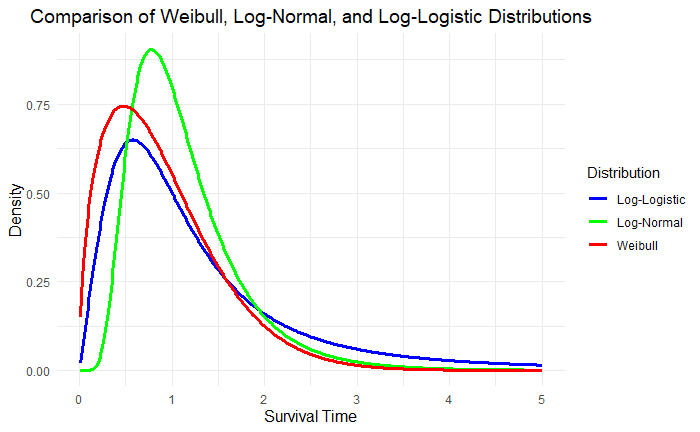 Comparison of Weibull, Log-Normal, and Log-Logistic Distributions
Density
0.75
0.50
0.25
0.00
0 1 2 3 4 5
Survival Time
Distribution
Log-Logistic
Log-Normal
Weibull